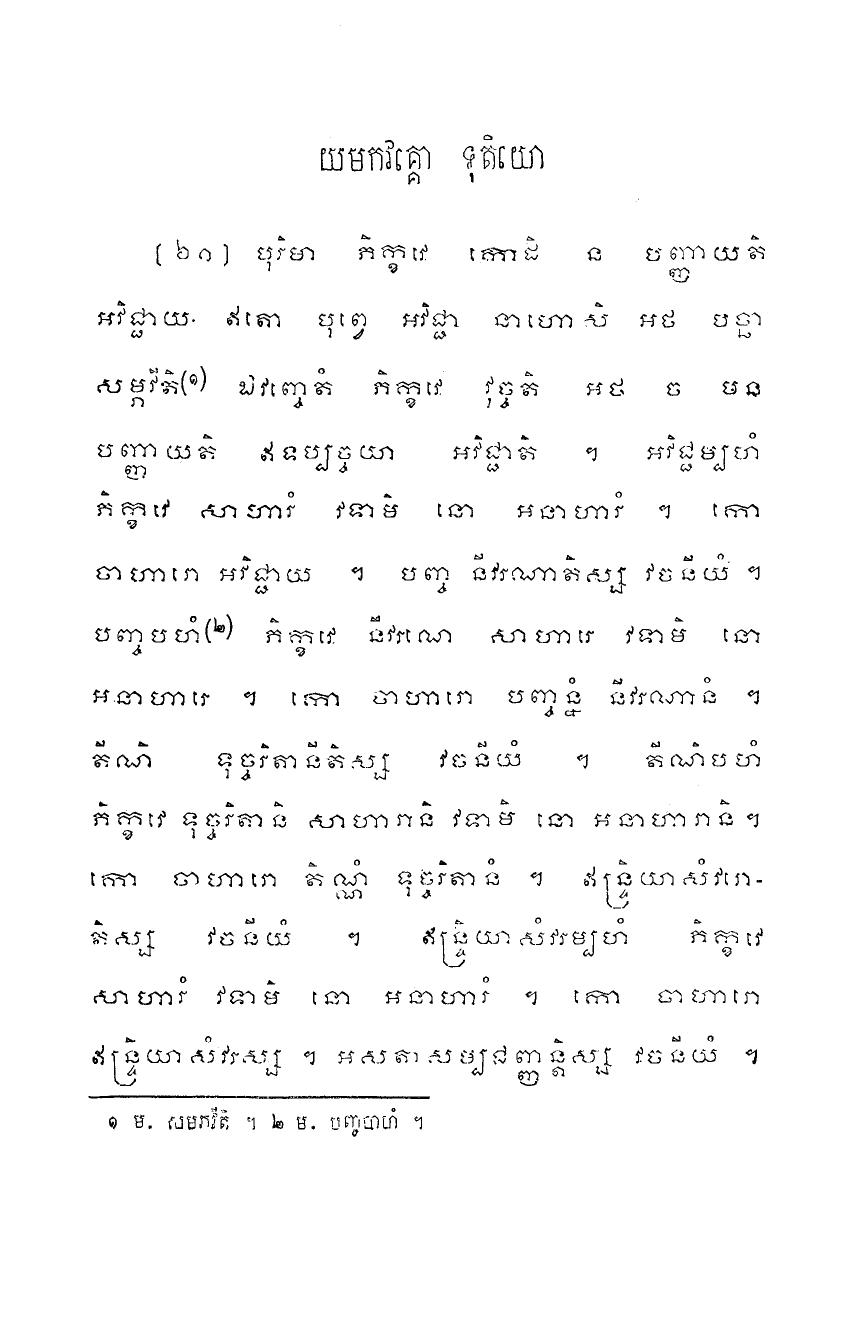 យមកវគ្គោ ទុតិយោ
[៦១] បុរិមា ភិក្ខវេ កោដិ ន បញ្ញាយតិ
អវិជ្ជាយ ឥតោ បុព្វេ អវិជ្ជា នាហោសិ អថ បច្ឆា
សម្ភវីតិ(១) ឯវញ្ចេតំ ភិក្ខវេ វុច្ចតិ អថ ច បន
បញ្ញាយតិ ឥទប្បច្ចយា អវិជ្ជាតិ ។ អវិជ្ជម្បហំ
ភិក្ខវេ សាហារំ វទាមិ នោ អនាហារំ ។ កោ
ចាហារោ អវិជ្ជាយ ។ បញ្ច នីវរណាតិស្ស វចនីយំ ។
បញ្ចបហំ(២) ភិក្ខវេ នីវរណេ សាហារេ វទាមិ នោ
អនាហារេ ។ កោ ចាហារោ បញ្ចន្នំ នីវរណានំ ។
តីណិ ទុច្ចរិតានីតិស្ស វចនីយំ ។ តីណិបហំ
ភិក្ខវេ ទុច្ចរិតានិ សាហារានិ វទាមិ នោ អនាហារានិ ។
កោ ចាហារោ តិណ្ណំ ទុច្ចរិតានំ ។ ឥន្ទ្រិយាសំវរោ-
តិស្ស វចនីយំ ។ ឥន្ទ្រិយាសំវរម្បហំ ភិក្ខវេ
សាហារំ វទាមិ នោ អនាហារំ ។ កោ ចាហារោ
ឥន្ទ្រិយាសំវរស្ស ។ អសតាសម្បជញ្ញន្តិស្ស វចនីយំ ។
១ ម. សមភវីតិ ។ ២ ម. បញ្ចបាហំ ។